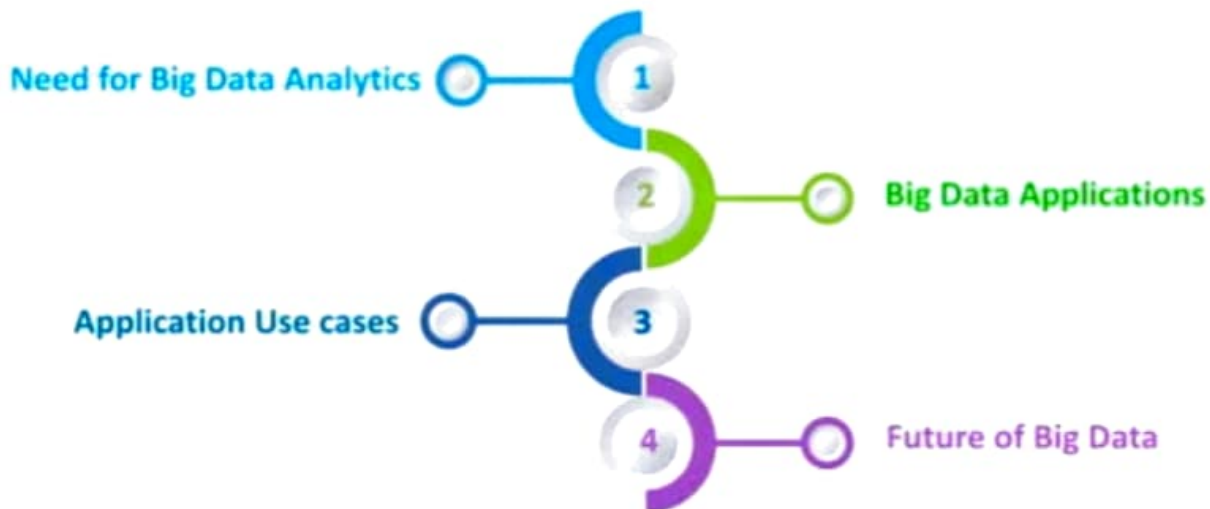 Need for Big Data Analytics
1
2
Big Data Applications
Application Use cases
3
4
Future of Big Data